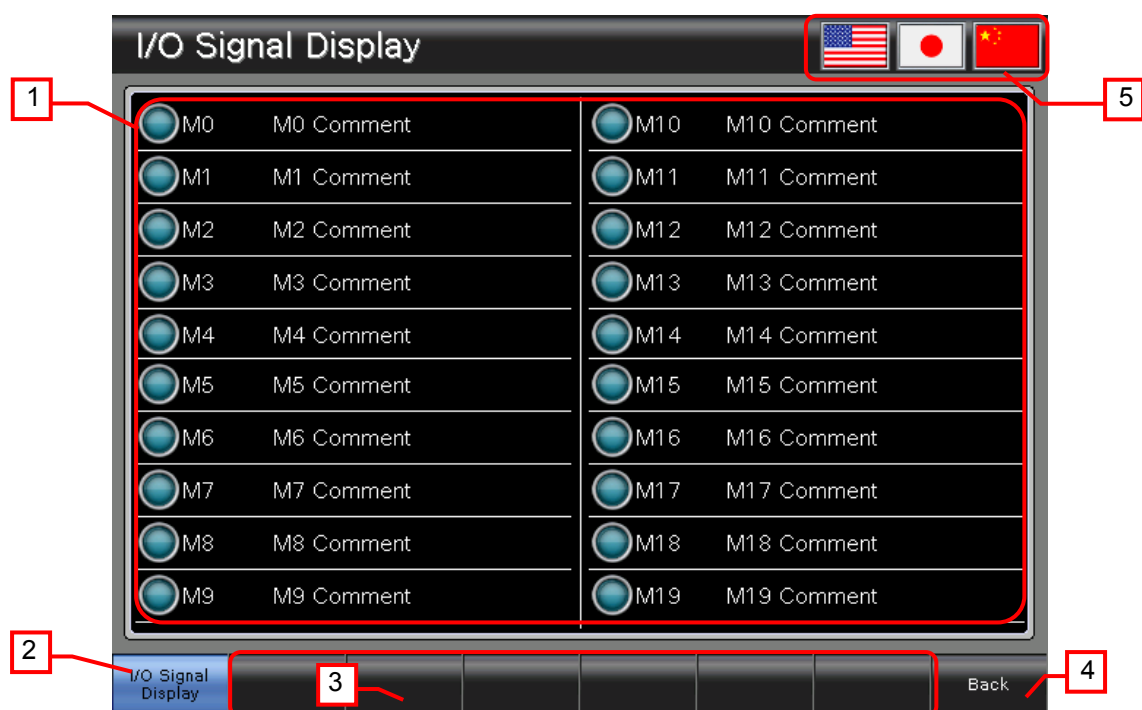 I/O Signal Display
5
1
M0 M0 Comment
M10 M10 Comment
M1 M1 Comment
M11 M11 Comment
M2 M2 Comment
M12 M12 Comment
M3 M3 Comment
M13 M13 Comment
M4 M4 Comment
M14 M14 Comment
M5 M5 Comment
M15 M15 Comment
M6 M6 Comment
M16 M16 Comment
M7 M7 Comment
M17 M17 Comment
M8 M8 Comment
M18 M18 Comment
M9 M9 Comment
M19 M19 Comment
2
I/O Signal
Display
3
Back
4